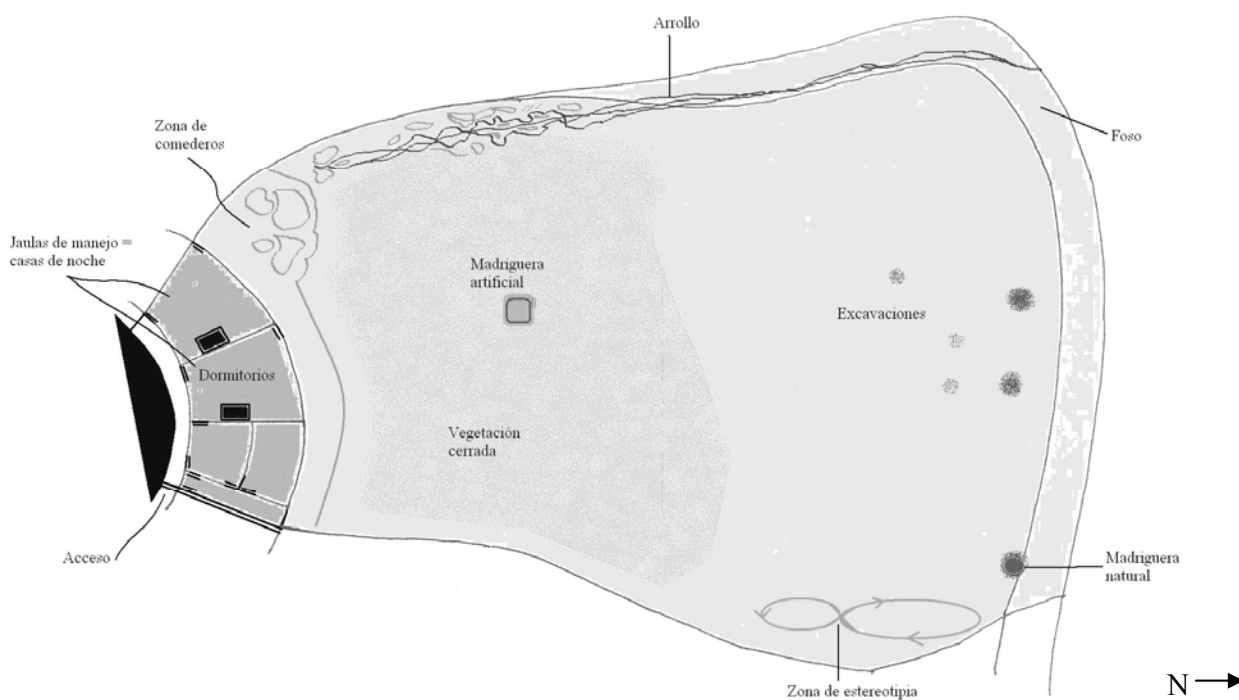 Arrollo
Zona de
comederos
Foso
Jaulas de manejo =
casas de noche
Madriguera
artificial
Excavaciones
Dormitorios
Vegetación
cerrada
Acceso
Madriguera
natural
Zona de estereotipia
N